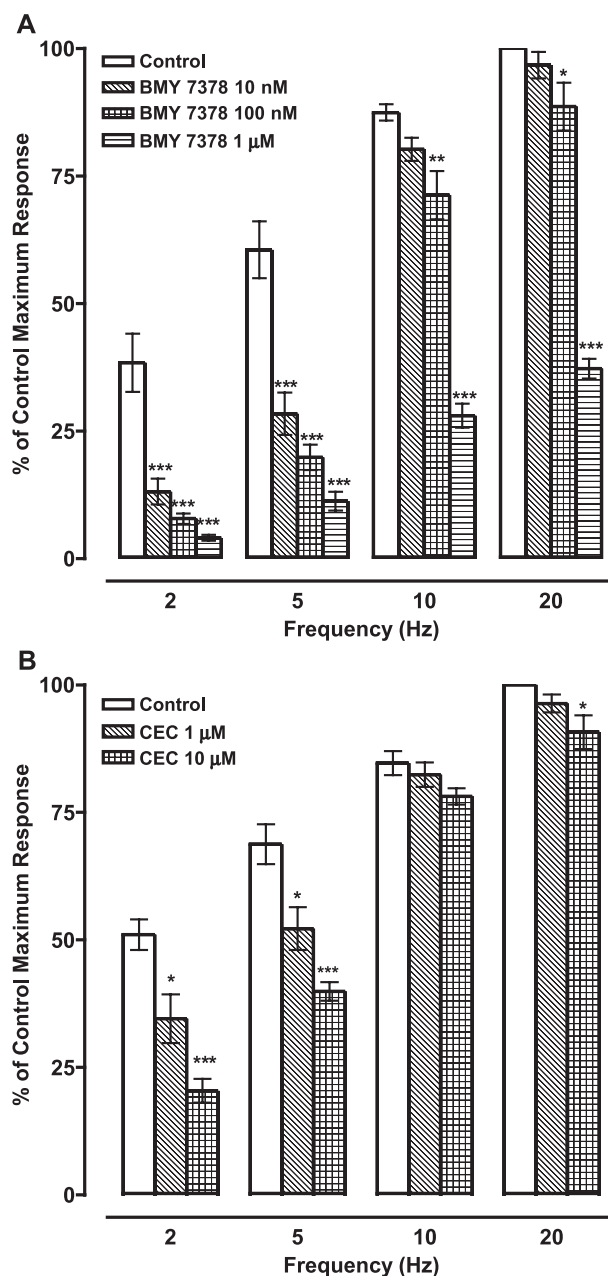 A
% of Control Maximum Response
100
75
50
25
0
Control
BMY 7378 10 nM
BMY 7378 100 nM
BMY 7378 1 μM
*** *** ***
*** *** ***
** ***
* ***
2 5 10 20
Frequency (Hz)
B
% of Control Maximum Response
100
75
50
25
0
Control
CEC 1 μM
CEC 10 μM
* ***
* ***
*
2 5 10 20
Frequency (Hz)